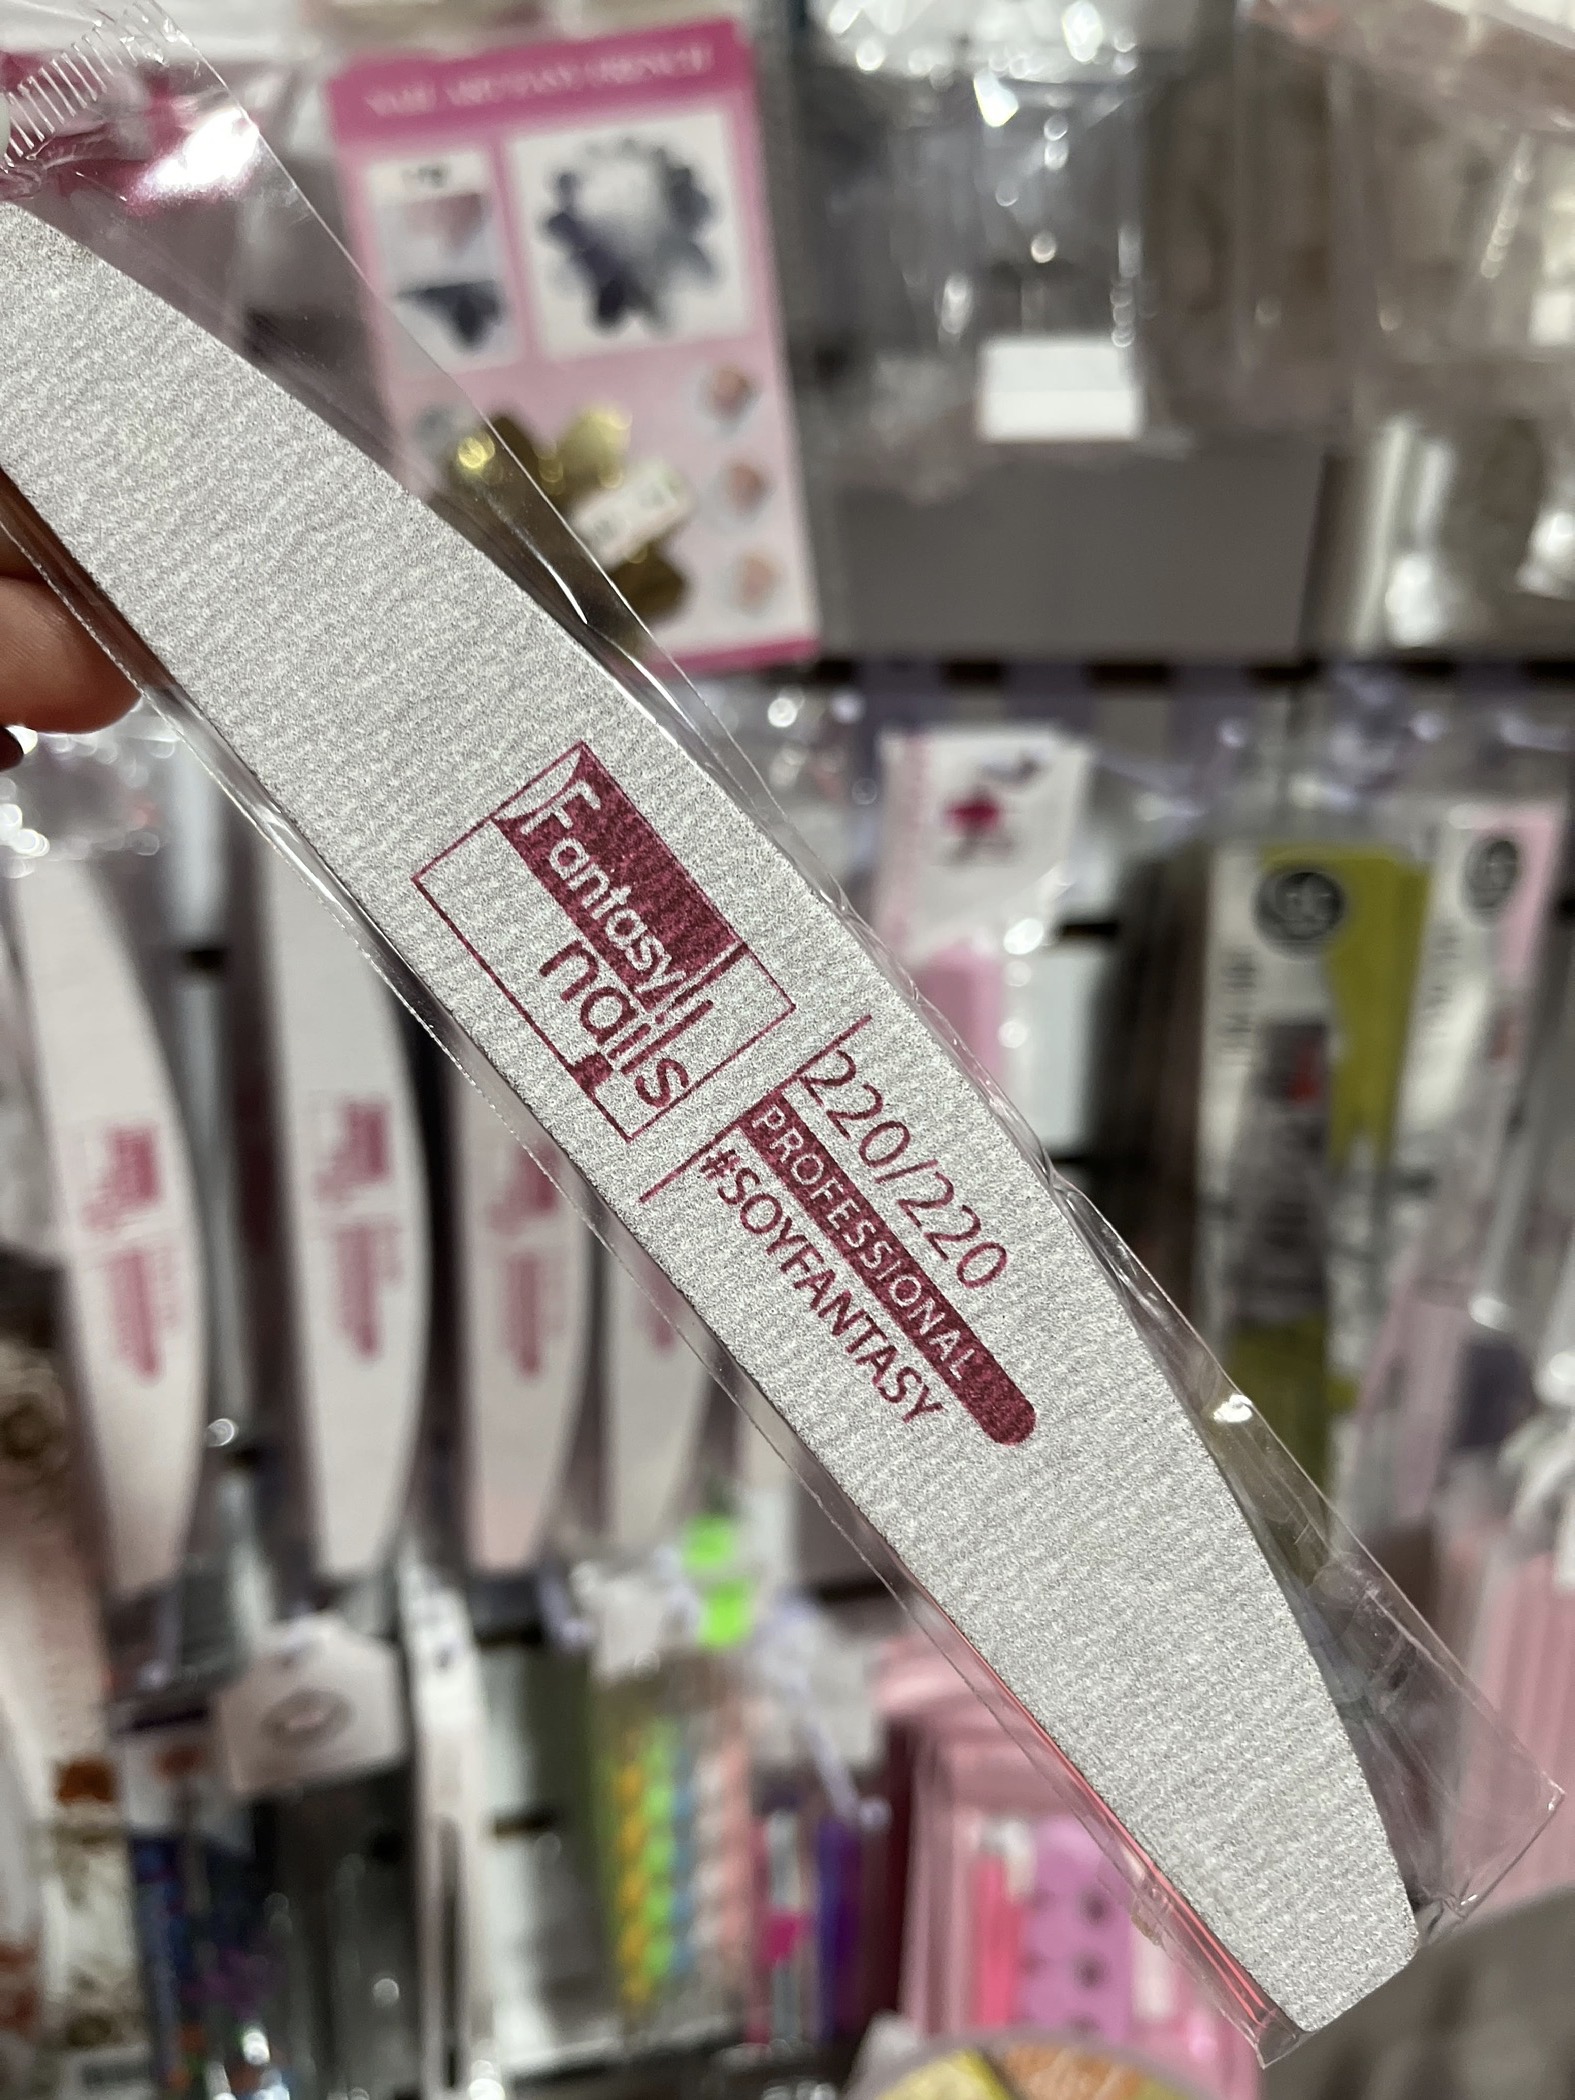 Fantasy
nails
220/220
PROFESSIONAL
#SOYFANTASY